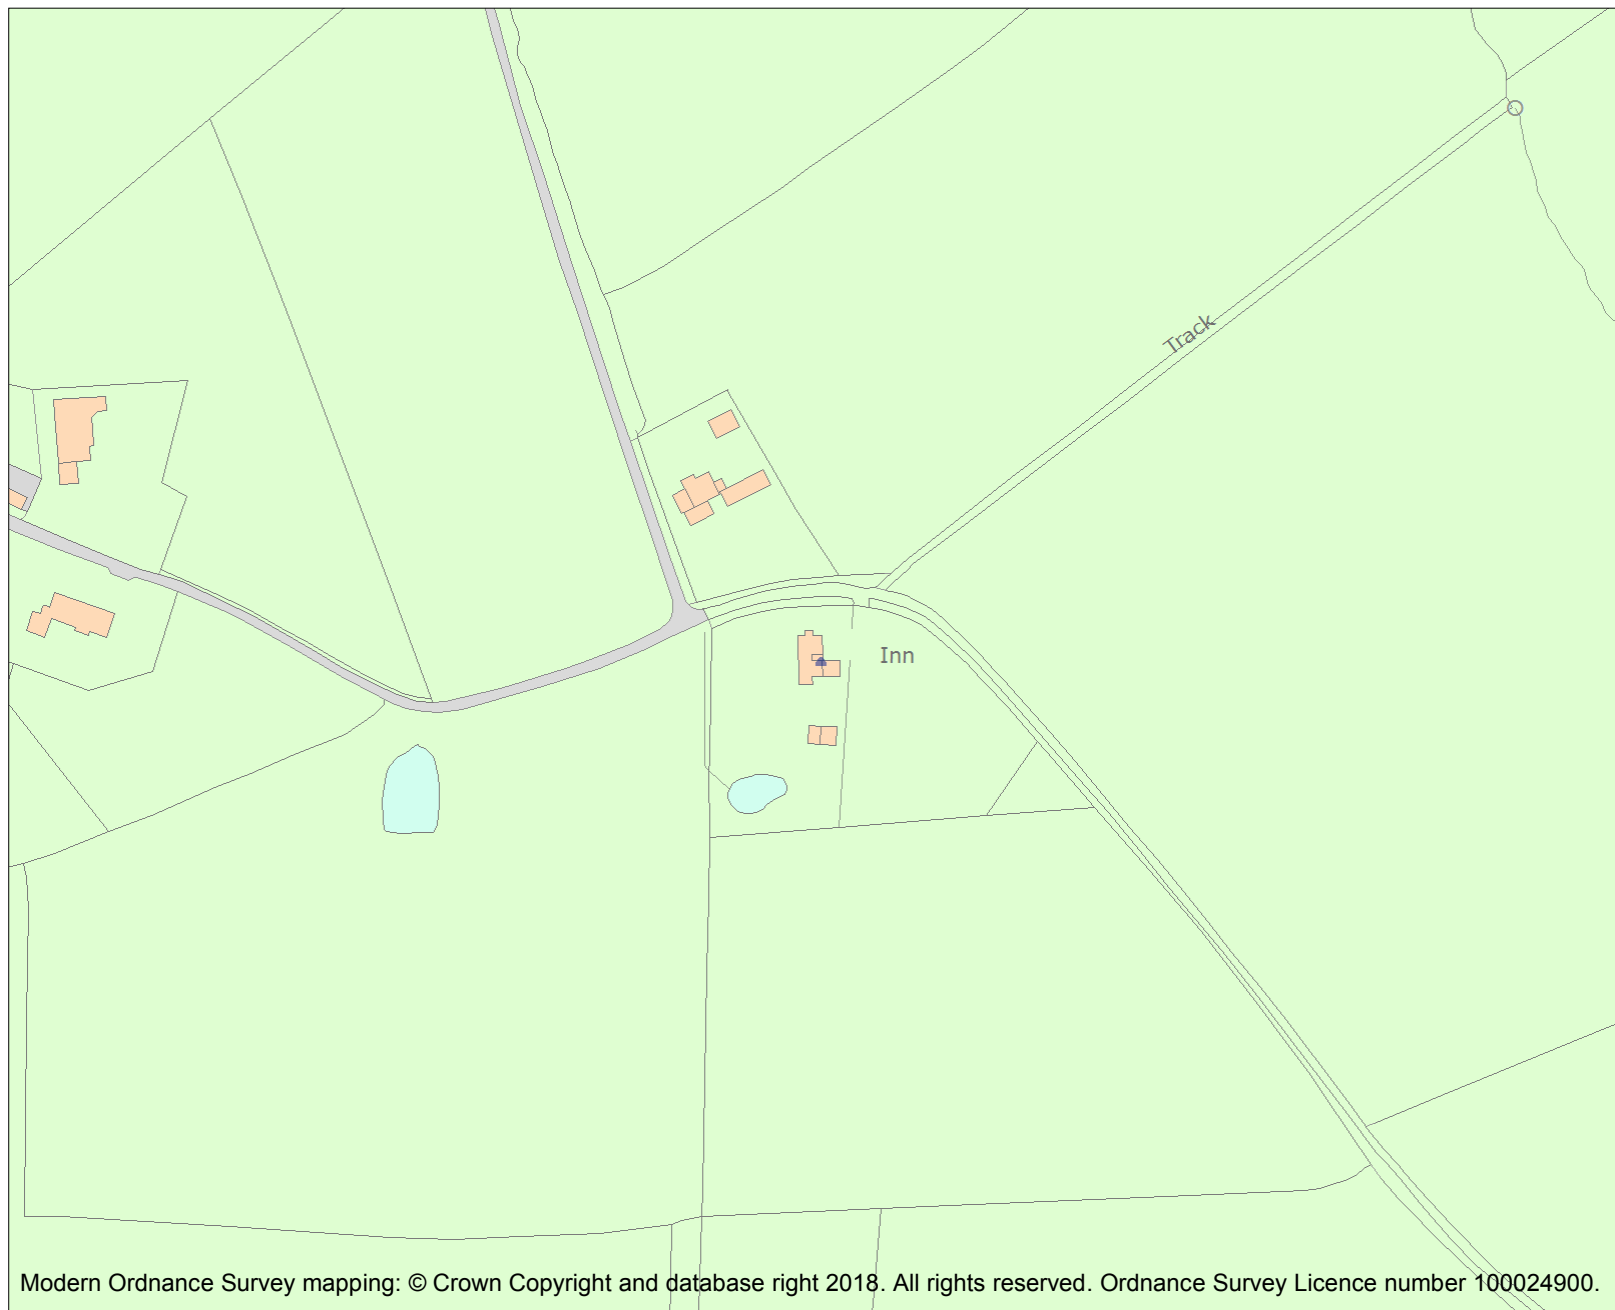 Track
Inn
Modern Ordnance Survey mapping: © Crown Copyright and database right 2018. All rights reserved. Ordnance Survey Licence number 100024900.